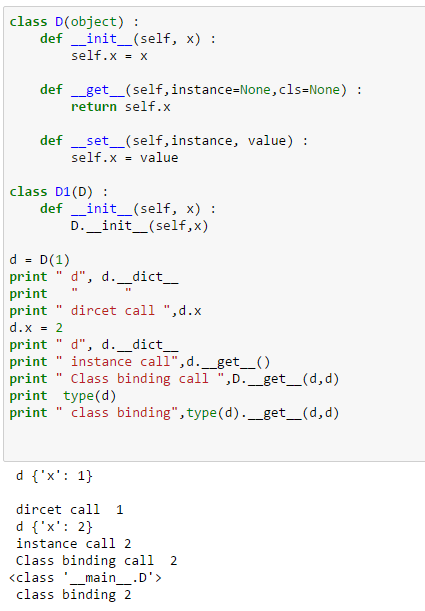 class D(object) :
    def __init__(self, x) :
        self.x = x
    def __get__(self,instance=None,cls=None) :
        return self.x
    def __set__(self,instance, value) :
        self.x = value
class D1(D) :
    def __init__(self, x) :
        D.__init__(self,x)
d = D(1)
print " d", d.__dict__
print   "      "
print " dircet call ",d.x
d.x = 2
print " d", d.__dict__
print " instance call",d.__get__()
print " Class binding call ",D.__get__(d,d)
print  type(d)
print " class binding",type(d).__get__(d,d)
 d {'x': 1}
 dircet call  1
 d {'x': 2}
 instance call 2
 Class binding call  2
<class '__main__.D'>
 class binding 2